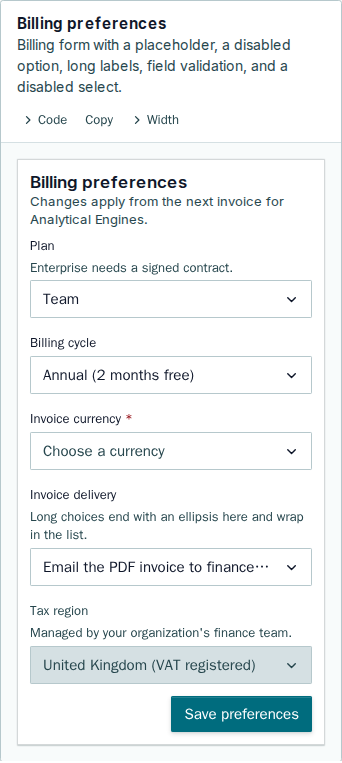 Billing preferences
Billing form with a placeholder, a disabled
option, long labels, field validation, and a
disabled select.
Code Copy Width
Billing preferences
Changes apply from the next invoice for
Analytical Engines.
Plan
Enterprise needs a signed contract.
Team
Billing cycle
Annual (2 months free)
Invoice currency *
Choose a currency
Invoice delivery
Long choices end with an ellipsis here and wrap
in the list.
Email the PDF invoice to finance…
Tax region
Managed by your organization's finance team.
United Kingdom (VAT registered)
Save preferences